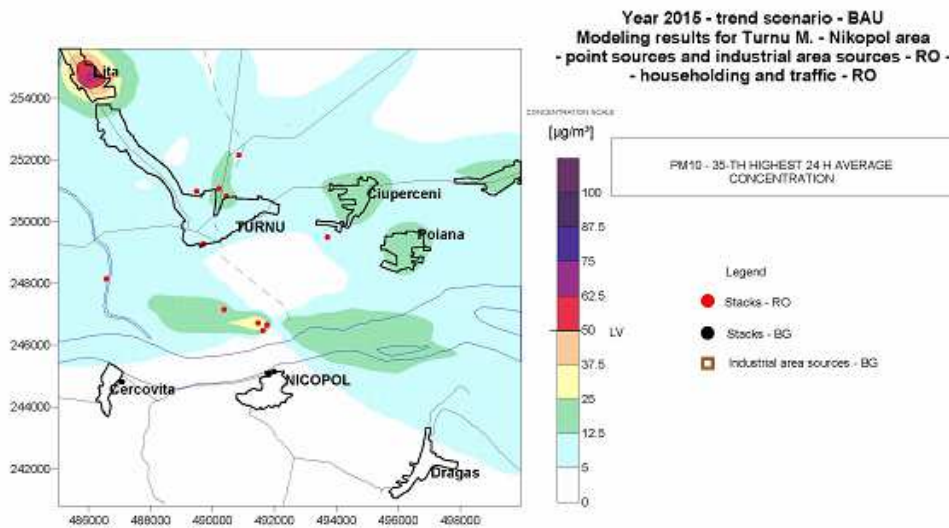 Year 2015 - trend scenario - BAU
Modeling results for Turnu M. - Nikopol area
- point sources and industrial area sources - RO -
- householding and traffic - RO
CONCENTRATION SCALE
[µg/m³]
PM10 - 35-TH HIGHEST 24 H AVERAGE
CONCENTRATION
100
87.5
75
62.5
50 LV
37.5
25
12.5
5
0
Legend
Stacks - RO
Stacks - BG
Industrial area sources - BG
Lita
Ciuperceni
TURNU
Poiana
NICOPOL
Cercovita
Dragas
254000
252000
250000
248000
246000
244000
242000
486000 488000 490000 492000 494000 496000 498000